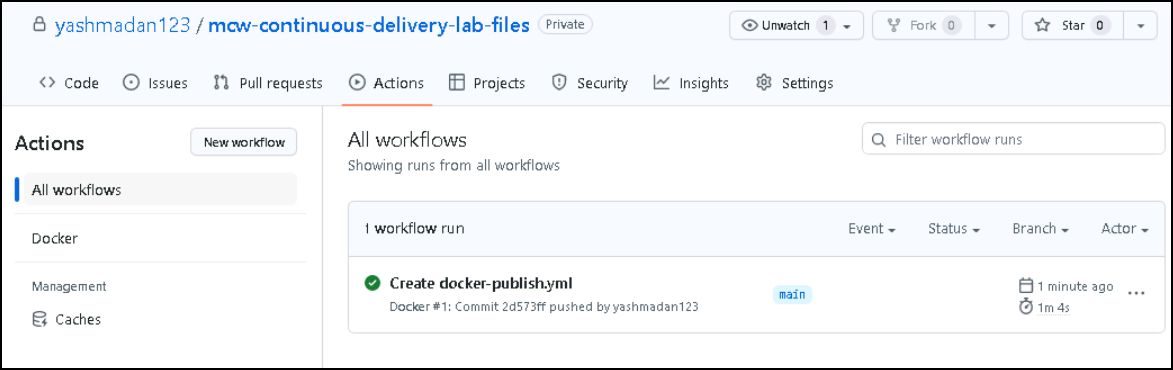 yashmadan123 / mcw-continuous-delivery-lab-files Private Unwatch 1 Fork 0 Star 0
Code Issues Pull requests Actions Projects Security Insights Settings
Actions New workflow
All workflows
Docker
Management
Caches
All workflows
Showing runs from all workflows
Filter workflow runs
1 workflow run Event Status Branch Actor
Create docker-publish.yml
Docker #1: Commit 2d573ff pushed by yashmadan123
main
1 minute ago
1m 4s